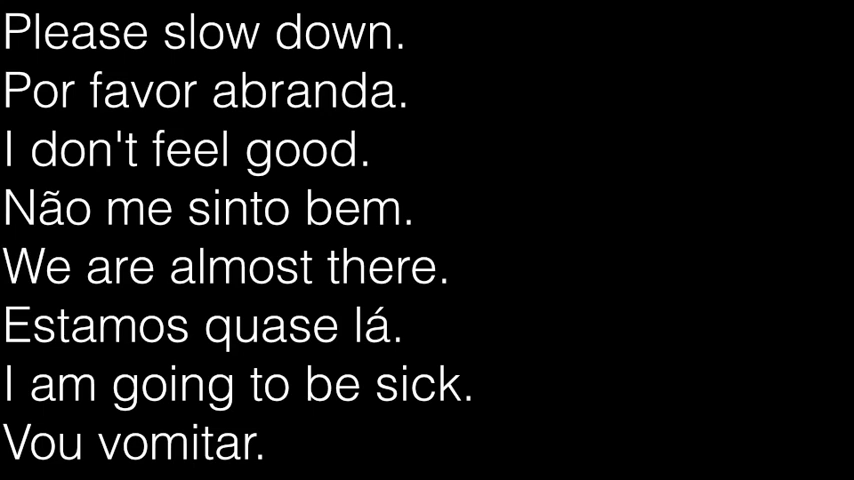 Please slow down.
Por favor abranda.
I don't feel good.
Não me sinto bem.
We are almost there.
Estamos quase lá.
I am going to be sick.
Vou vomitar.